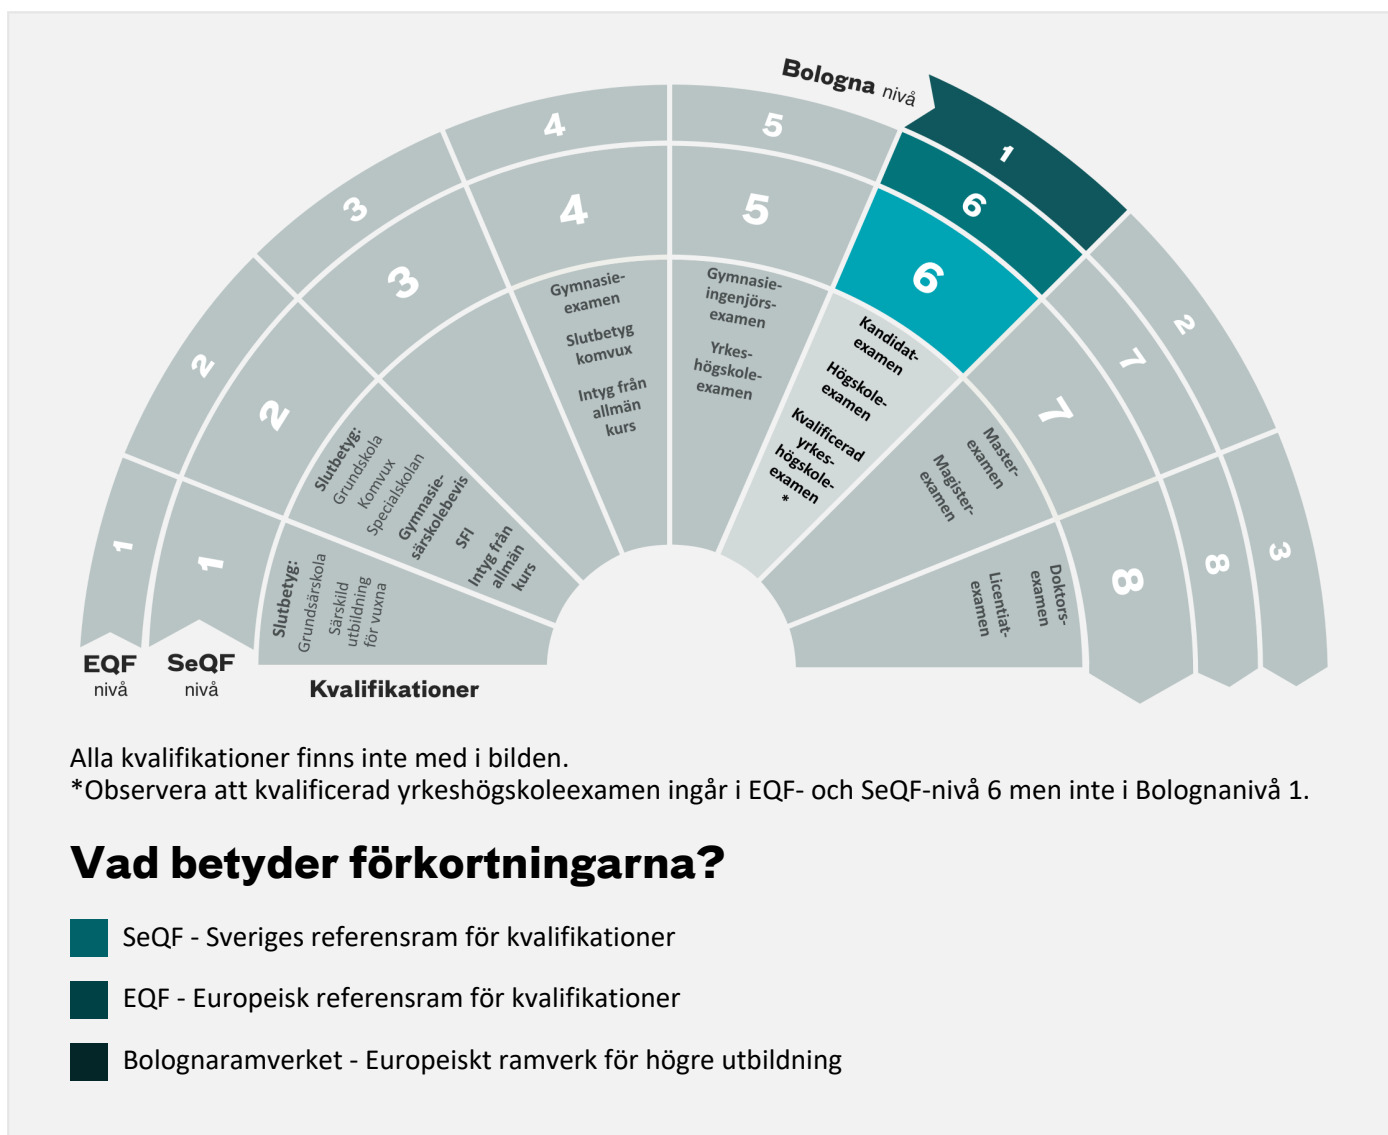 Bologna nivå
1
2
3
1
2
3
4
5
6
7
8
1
2
3
4
5
6
7
8
EQF
nivå
SeQF
nivå
Kvalifikationer
Slutbetyg:
Grundsärskola
Särskild
utbildning
för vuxna
Slutbetyg:
Grundskola
Komvux
Specialskolan
Gymnasie-
särskolebevis
SFI
Intyg från
allmän
kurs
Gymnasie-
examen
Slutbetyg
komvux
Intyg från
allmän
kurs
Gymnasie-
ingenjörs-
examen
Yrkes-
högskole-
examen
Kandidat-
examen
Högskole-
examen
Kvalificerad
yrkes-
högskole-
examen
*
Master-
examen
Magister-
examen
Doktors-
examen
Licentiat-
examen
Alla kvalifikationer finns inte med i bilden.
*Observera att kvalificerad yrkeshögskoleexamen ingår i EQF- och SeQF-nivå 6 men inte i Bolognanivå 1.
Vad betyder förkortningarna?
SeQF - Sveriges referensram för kvalifikationer
EQF - Europeisk referensram för kvalifikationer
Bolognaramverket - Europeiskt ramverk för högre utbildning